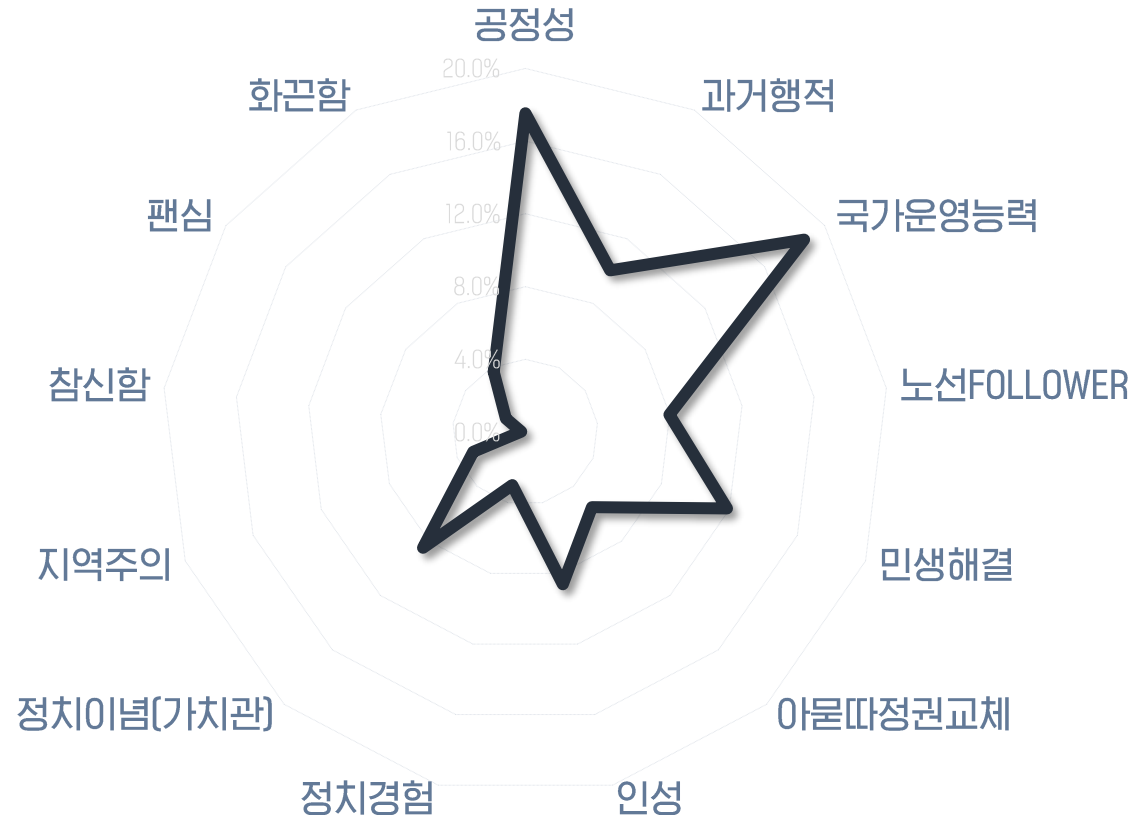 공정성
과거행적
국가운영능력
노선FOLLOWER
민생해결
아묻따정권교체
인성
정치경험
정치이념(가치관)
지역주의
참신함
팬심
화끈함
20.0%
16.0%
12.0%
8.0%
4.0%
0.0%